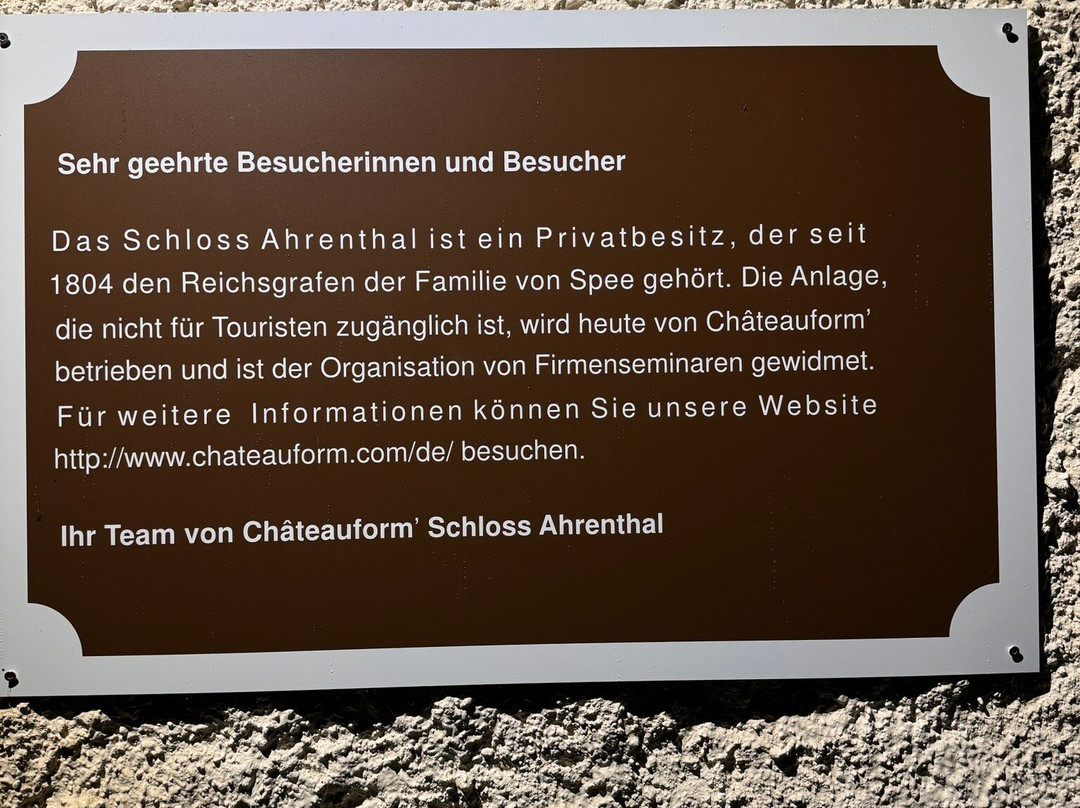 Sehr geehrte Besucherinnen und Besucher
Das Schloss Ahrenthal ist ein Privatbesitz, der seit
1804 den Reichsgrafen der Familie von Spee gehört. Die Anlage,
die nicht für Touristen zugänglich ist, wird heute von Châteauform’
betrieben und ist der Organisation von Firmenseminaren gewidmet.
Für weitere Informationen können Sie unsere Website
http://www.chateauform.com/de/ besuchen.
Ihr Team von Châteauform’ Schloss Ahrenthal